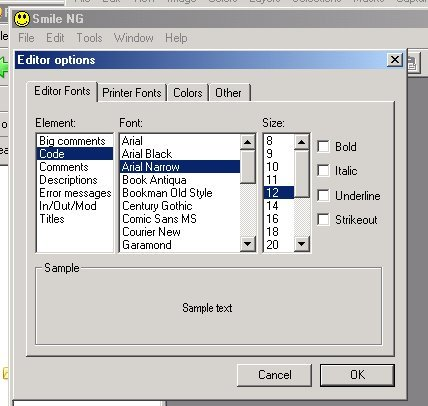 Smile NG
File Edit Tools Window Help
Editor options
Editor Fonts Printer Fonts Colors Other
Element: Font: Size:
Big comments
Code
Comments
Descriptions
Error messages
In/Out/Mod
Titles
Arial
Arial Black
Arial Narrow
Book Antiqua
Bookman Old Style
Century Gothic
Comic Sans MS
Courier New
Garamond
8
9
10
11
12
14
16
18
20
Bold
Italic
Underline
Strikeout
Sample
Sample text
Cancel OK